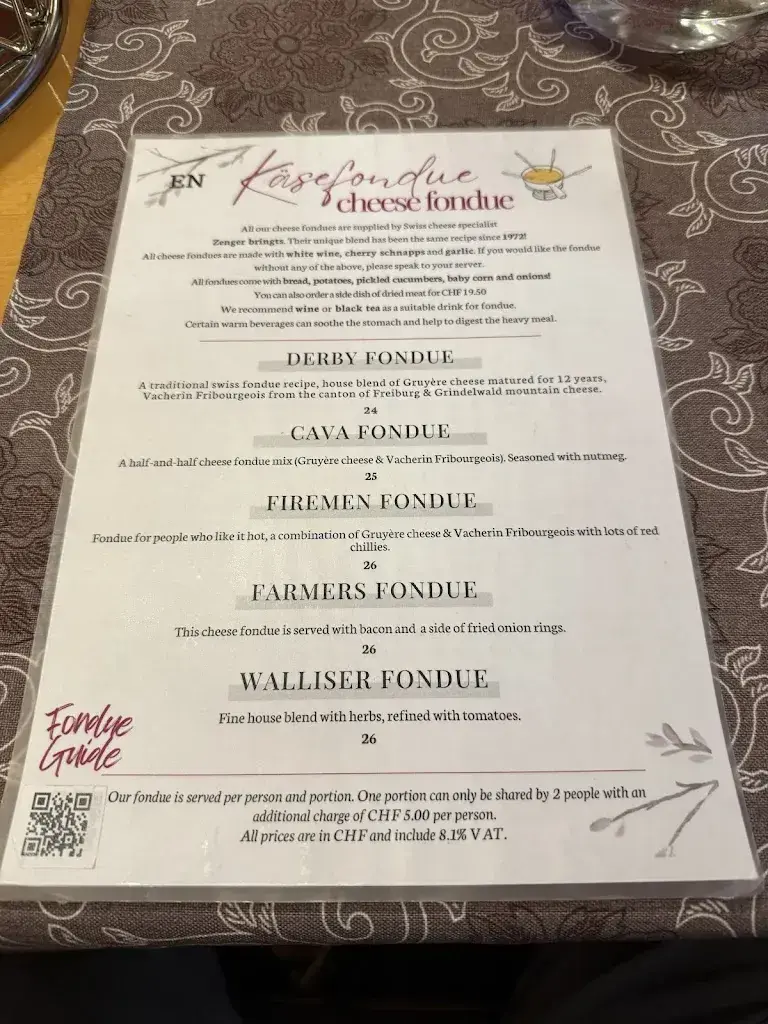 EN
Käsefondue
cheese fondue
All our cheese fondues are supplied by Swiss cheese specialist
Zenger bringts. Their unique blend has been the same recipe since 1972!
All cheese fondues are made with white wine, cherry schnapps and garlic. If you would like the fondue
without any of the above, please speak to your server.
All fondues come with bread, potatoes, pickled cucumbers, baby corn and onions!
You can also order a side dish of dried meat for CHF 19.50
We recommend wine or black tea as a suitable drink for fondue.
Certain warm beverages can soothe the stomach and help to digest the heavy meal.
DERBY FONDUE
A traditional swiss fondue recipe, house blend of Gruyère cheese matured for 12 years,
Vacherin Fribourgeois from the canton of Freiburg & Grindelwald mountain cheese.
24
CAVA FONDUE
A half-and-half cheese fondue mix (Gruyère cheese & Vacherin Fribourgeois). Seasoned with nutmeg.
25
FIREMEN FONDUE
Fondue for people who like it hot, a combination of Gruyère cheese & Vacherin Fribourgeois with lots of red
chillies.
26
FARMERS FONDUE
This cheese fondue is served with bacon and a side of fried onion rings.
26
WALLISER FONDUE
Fine house blend with herbs, refined with tomatoes.
26
Fondue
Guide
Our fondue is served per person and portion. One portion can only be shared by 2 people with an
additional charge of CHF 5.00 per person.
All prices are in CHF and include 8.1% VAT.